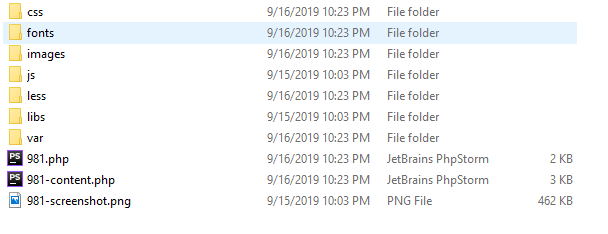 css 9/16/2019 10:23 PM File folder
fonts 9/16/2019 10:23 PM File folder
images 9/16/2019 10:23 PM File folder
js 9/15/2019 10:03 PM File folder
less 9/16/2019 10:23 PM File folder
libs 9/15/2019 10:03 PM File folder
var 9/16/2019 10:23 PM File folder
PS 981.php 9/16/2019 10:23 PM JetBrains PhpStorm 2 KB
PS 981-content.php 9/16/2019 10:23 PM JetBrains PhpStorm 3 KB
981-screenshot.png 9/15/2019 10:03 PM PNG File 462 KB